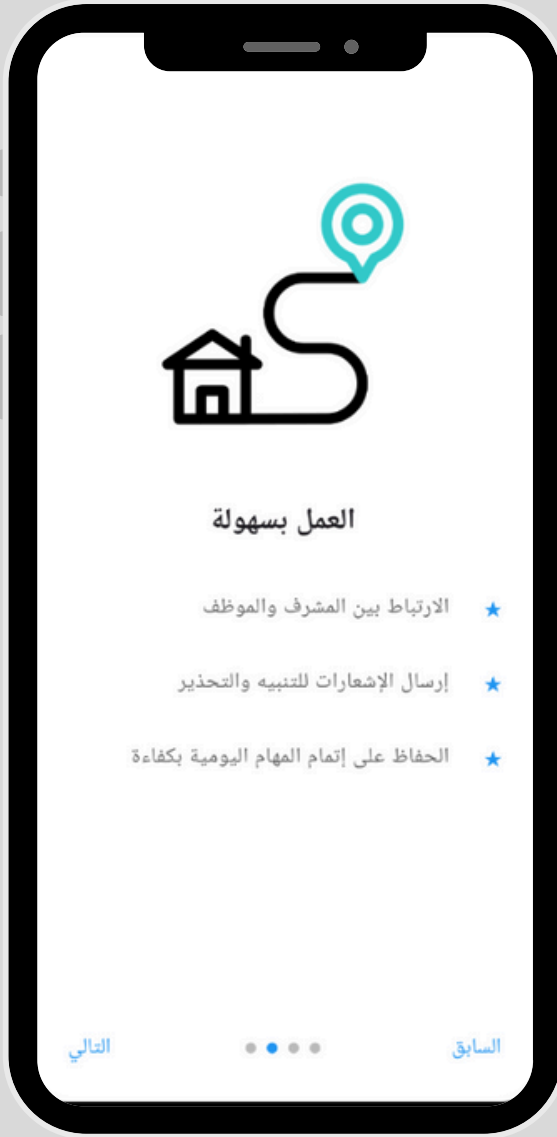 العمل بسهولة
الارتباط بين المشرف والموظف
إرسال الإشعارات للتنبيه والتحذير
الحفاظ على إتمام المهام اليومية بكفاءة
السابق
التالي